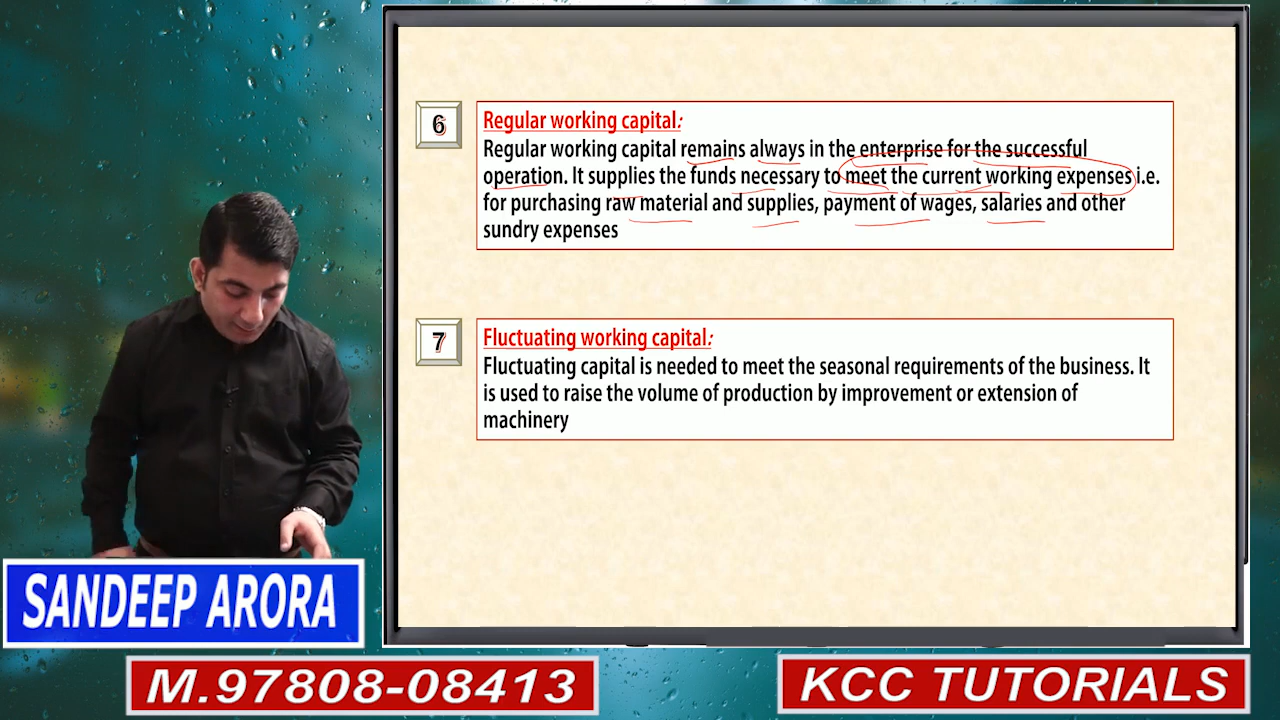 6
Regular working capital:
Regular working capital remains always in the enterprise for the successful
operation. It supplies the funds necessary to meet the current working expenses i.e.
for purchasing raw material and supplies, payment of wages, salaries and other
sundry expenses
7
Fluctuating working capital:
Fluctuating capital is needed to meet the seasonal requirements of the business. It
is used to raise the volume of production by improvement or extension of
machinery
SANDEEP ARORA
M.97808-08413
KCC TUTORIALS